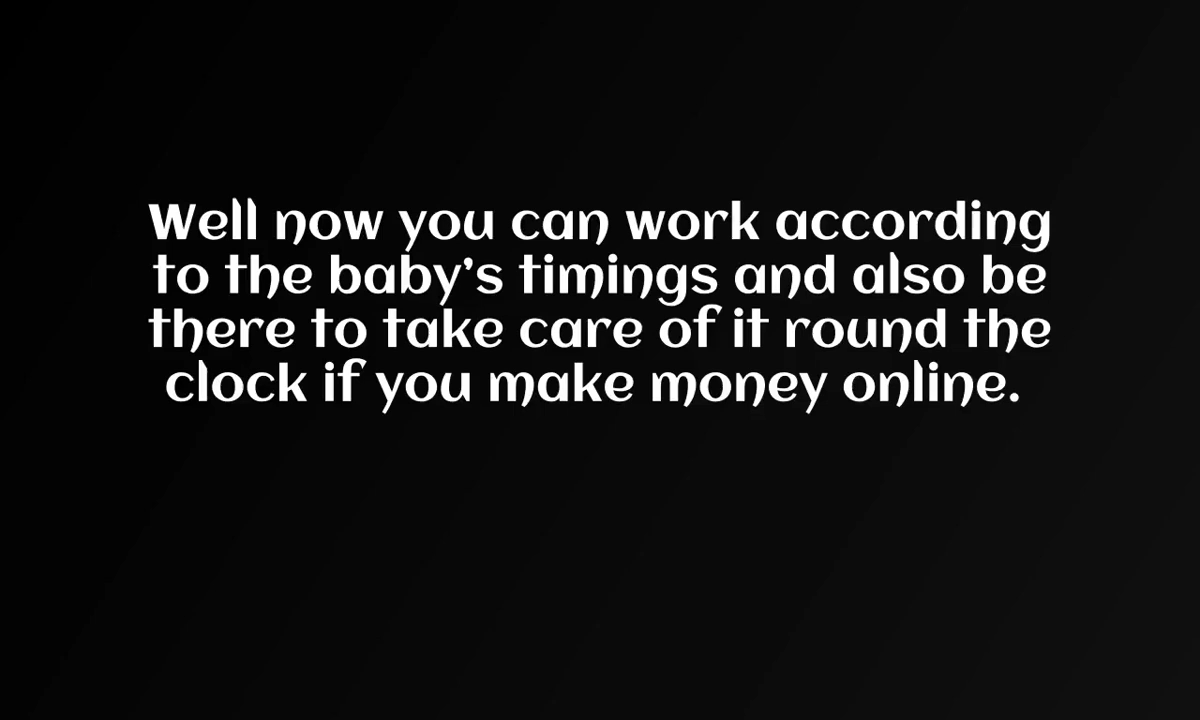 Well now you can work according
to the baby's timings and also be
there to take care of it round the
clock if you make money online.